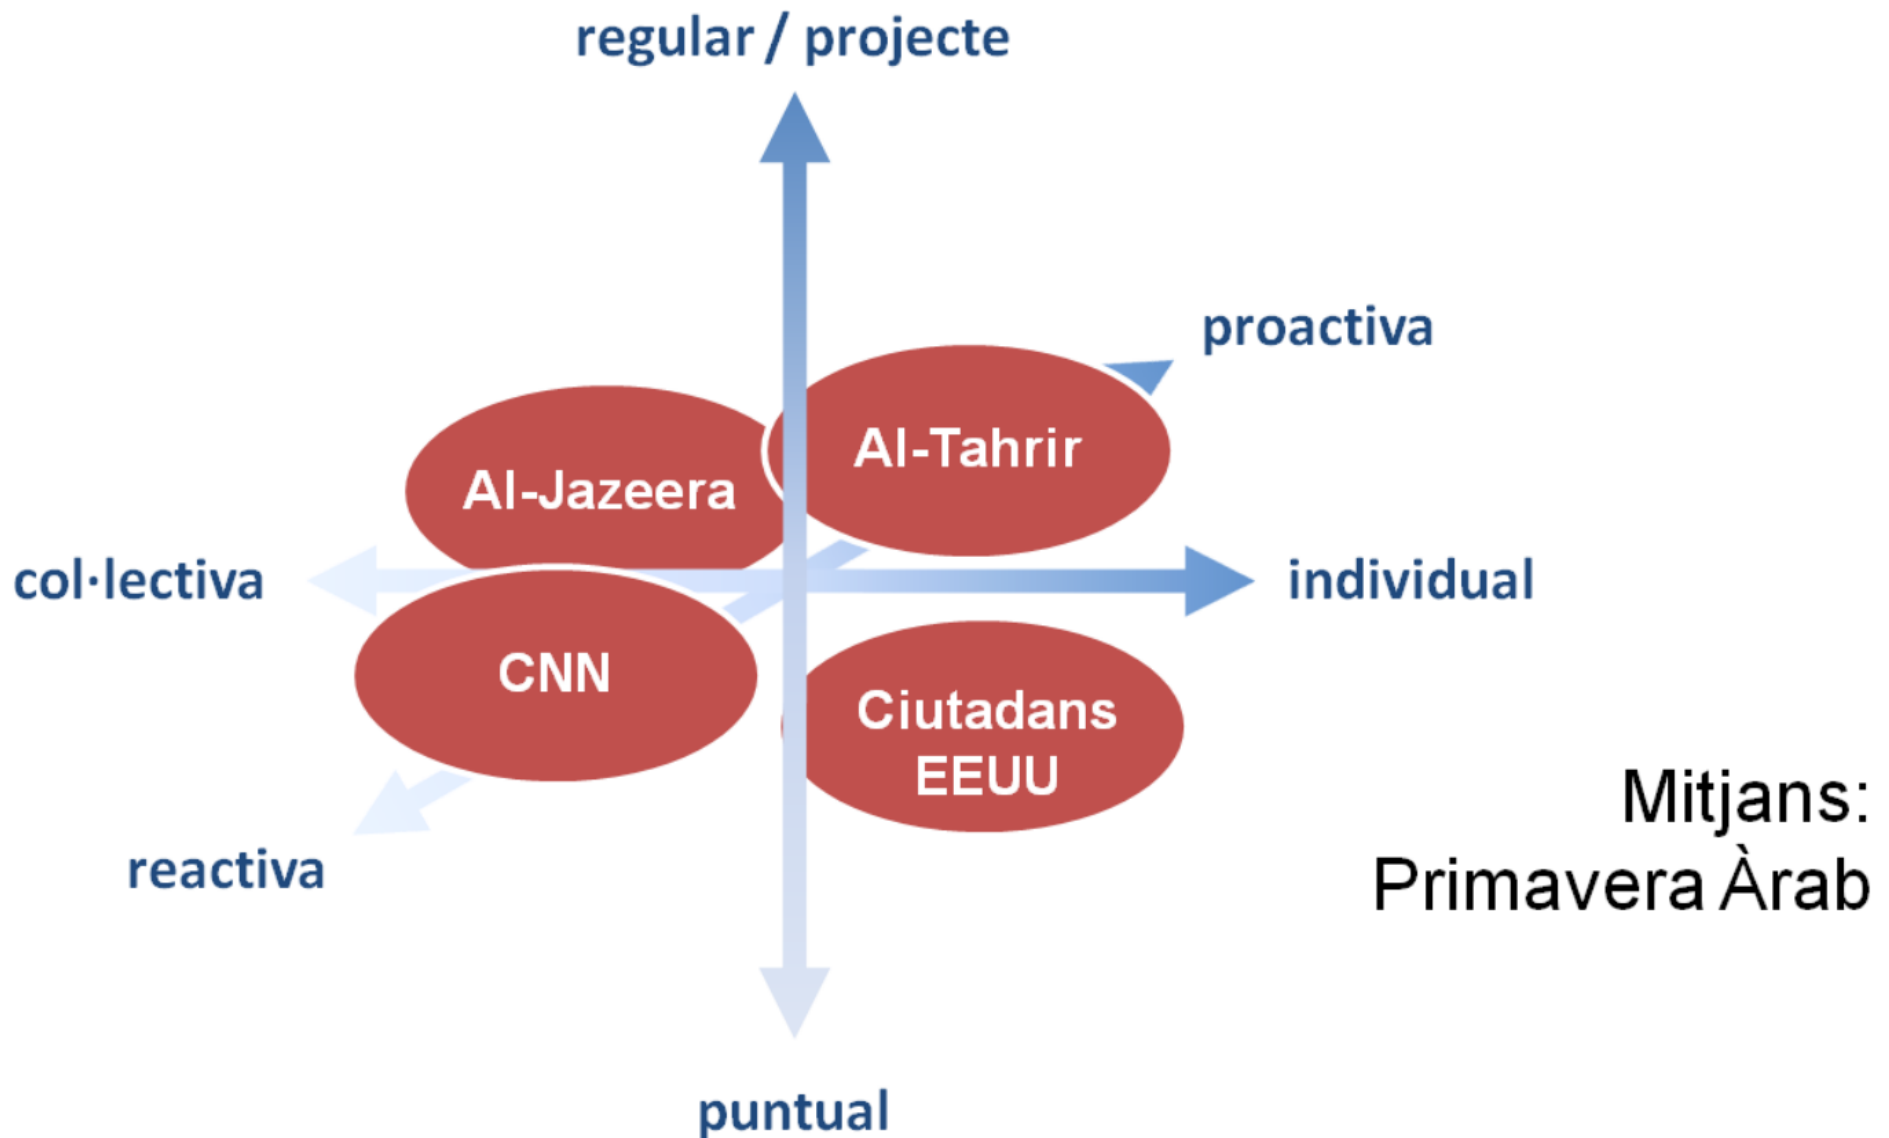 regular / projecte
proactiva
Al-Tahrir
Al-Jazeera
col·lectiva
individual
CNN
Ciutadans
EEUU
reactiva
Mitjans:
Primavera Àrab
puntual